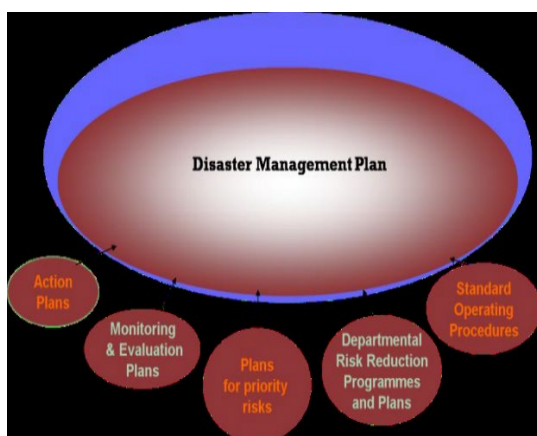 Disaster Management Plan
Action
Plans
Monitoring
& Evaluation
Plans
Plans
for priority
risks
Departmental
Risk Reduction
Programmes
and Plans
Standard
Operating
Procedures